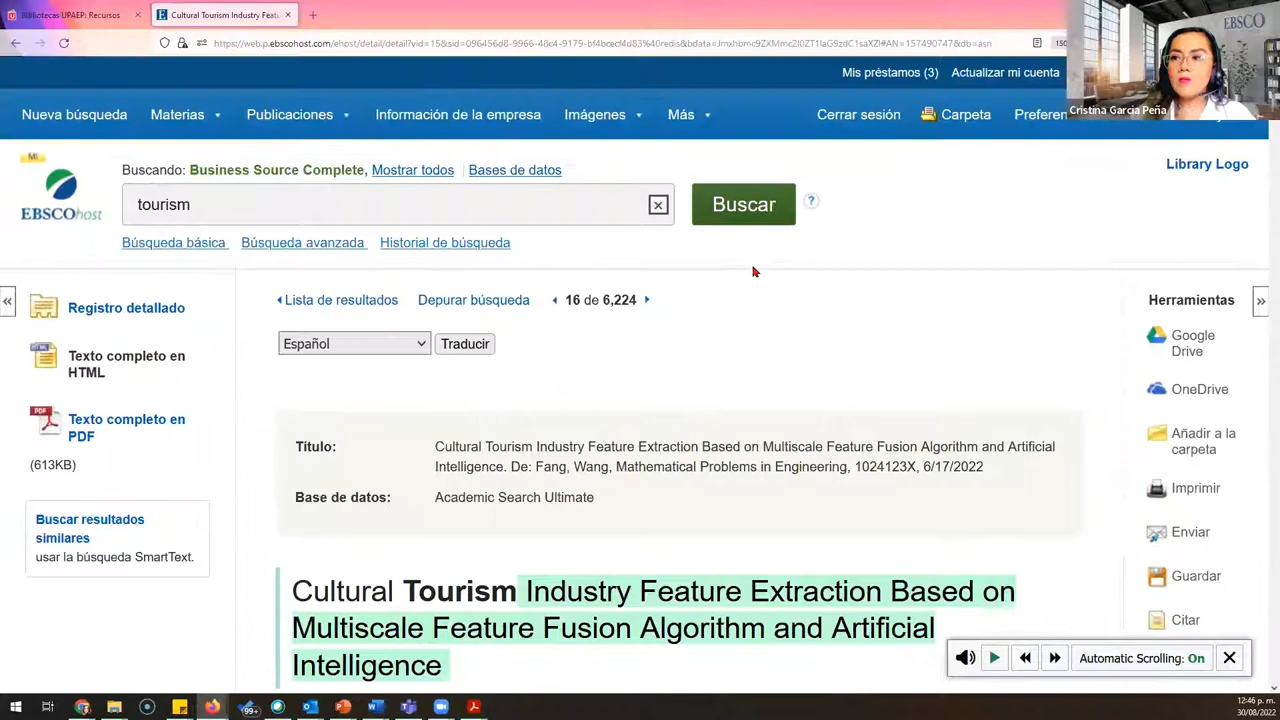 Bibliotecas UPAEP: Recursos
Cultural Tourism Industry Featu
https://web.p.ebscohost.com/ehost/detail/detail?vid=15&sid=096456d8-9966-48c4-9179-bf4bcecf4d83%40redis&bdata=
EBSCO
Cristina Garcia Peña
Mis préstamos (3) Actualizar mi cuenta
Nueva búsqueda Materias Publicaciones Información de la empresa Imágenes Más Cerrar sesión Carpeta Preferen
MI
EBSCOhost
Buscando: Business Source Complete, Mostrar todos Bases de datos
Library Logo
tourism
Buscar
?
Búsqueda básica Búsqueda avanzada Historial de búsqueda
«
Registro detallado
Texto completo en
HTML
PDF
Texto completo en
PDF
(613KB)
Buscar resultados
similares
usar la búsqueda SmartText.
Lista de resultados Depurar búsqueda 16 de 6,224
Español Traducir
Título: Cultural Tourism Industry Feature Extraction Based on Multiscale Feature Fusion Algorithm and Artificial
Intelligence. De: Fang, Wang, Mathematical Problems in Engineering, 1024123X, 6/17/2022
Base de datos: Academic Search Ultimate
Cultural Tourism Industry Feature Extraction Based on
Multiscale Feature Fusion Algorithm and Artificial
Intelligence
Herramientas
»
Google
Drive
OneDrive
Añadir a la
carpeta
Imprimir
Enviar
Guardar
Citar
Automatic Scrolling: On
99+
12:46 p. m.
30/08/2022